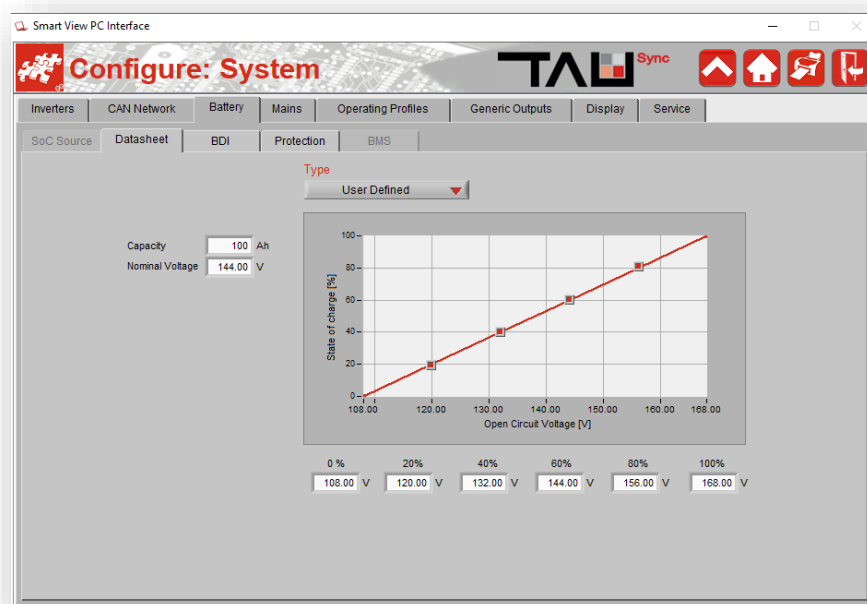 Smart View PC Interface
Configure: System
TAU Sync
Inverters CAN Network Battery Mains Operating Profiles Generic Outputs Display Service
SoC Source Datasheet BDI Protection BMS
Type
User Defined
Capacity 100 Ah
Nominal Voltage 144.00 V
State of charge [%]
100
80
60
40
20
0
108.00 120.00 130.00 140.00 150.00 160.00 168.00
Open Circuit Voltage [V]
0 % 20% 40% 60% 80% 100%
108.00 V 120.00 V 132.00 V 144.00 V 156.00 V 168.00 V